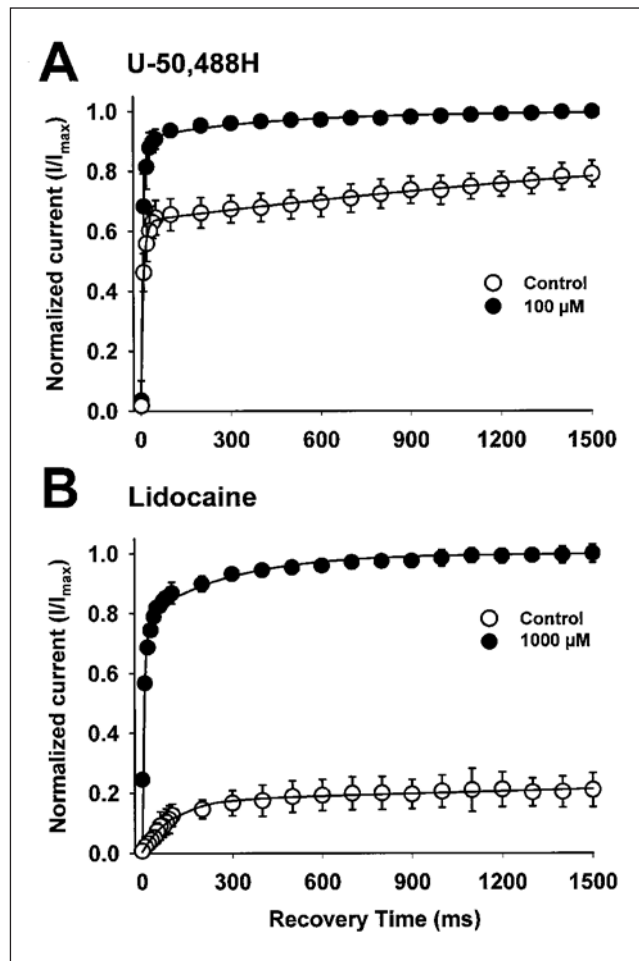 A U-50,488H
1.0
0.8
0.6
0.4
0.2
0.0
Normalized current (I/Imax)
Control
100 µM
0 300 600 900 1200 1500
B Lidocaine
1.0
0.8
0.6
0.4
0.2
0.0
Normalized current (I/Imax)
Control
1000 µM
0 300 600 900 1200 1500
Recovery Time (ms)